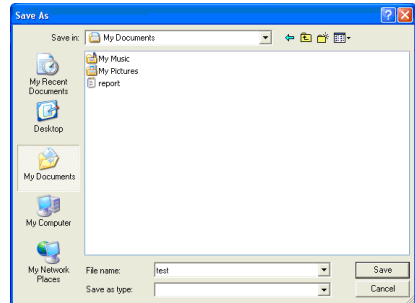 Save As
Save in: My Documents
My Recent
Documents
Desktop
My Documents
My Computer
My Network
Places
My Music
My Pictures
report
File name: test
Save as type:
Save
Cancel